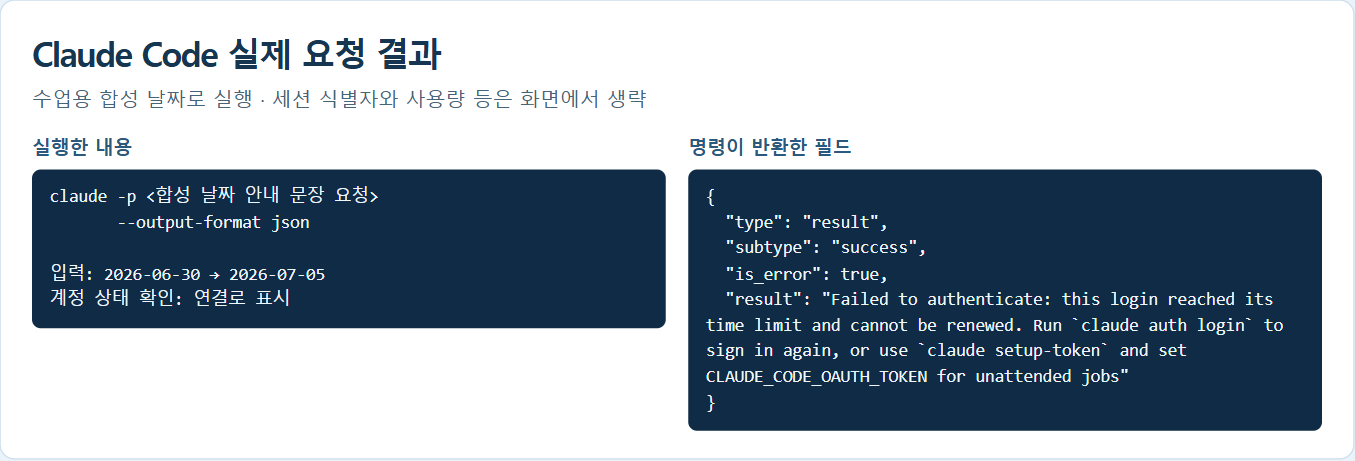 Claude Code 실제 요청 결과
수업용 합성 날짜로 실행 · 세션 식별자와 사용량 등은 화면에서 생략
실행한 내용
claude -p <합성 날짜 안내 문장 요청>
--output-format json
입력: 2026-06-30 → 2026-07-05
계정 상태 확인: 연결로 표시
명령이 반환한 필드
{
"type": "result",
"subtype": "success",
"is_error": true,
"result": "Failed to authenticate: this login reached its
time limit and cannot be renewed. Run `claude auth login` to
sign in again, or use `claude setup-token` and set
CLAUDE_CODE_OAUTH_TOKEN for unattended jobs"
}